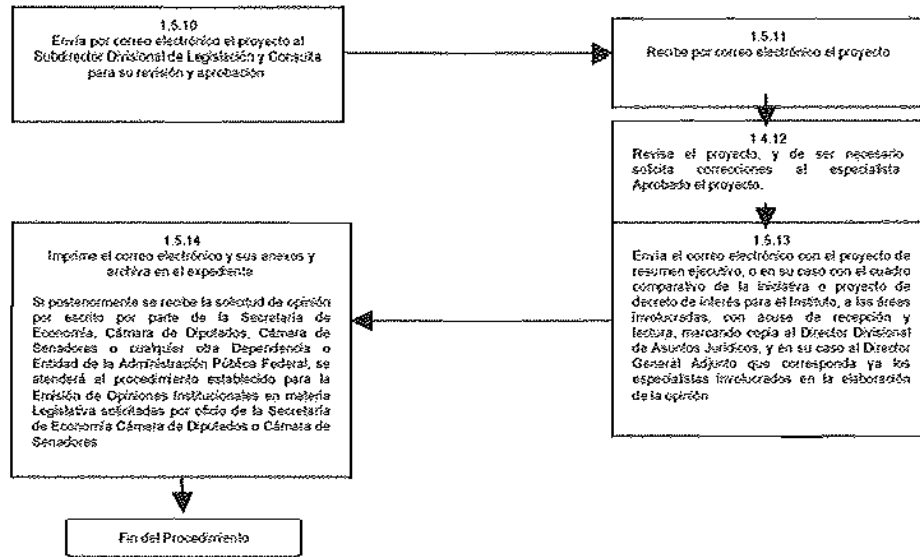 1.5.10
Envía por correo electrónico el proyecto al
Subdirector Divisional de Legislación y Consulta
para su revisión y aprobación
1.5.11
Recibe por correo electrónico el proyecto
1.4.12
Revise el proyecto, y de ser necesario
solicita correcciones al especialista
Aprobado el proyecto.
1.5.13
Envía el correo electrónico con el proyecto de
resumen ejecutivo, o en su caso con el cuadro
comparativo de la iniciativa o proyecto de
decreto de interés para el Instituto, a las áreas
involucradas, con acuse de recepción y
lectura, marcando copia al Director Divisional
de Asuntos Jurídicos, y en su caso al Director
General Adjunto que corresponda ya los
especialistas involucrados en la elaboración
de la opinión
1.5.14
Imprime el correo electrónico y sus anexos y
archiva en el expediente
Si posteriormente se recibe la solicitud de opinión
por escrito por parte de la Secretaría de
Economía, Cámara de Diputados, Cámara de
Senadores o cualquier otra Dependencia o
Entidad de la Administración Pública Federal, se
atenderá al procedimiento establecido para la
Emisión de Opiniones Institucionales en materia
Legislativa solicitadas por oficio de la Secretaría
de Economía Cámara de Diputados o Cámara de
Senadores
Fin del Procedimiento